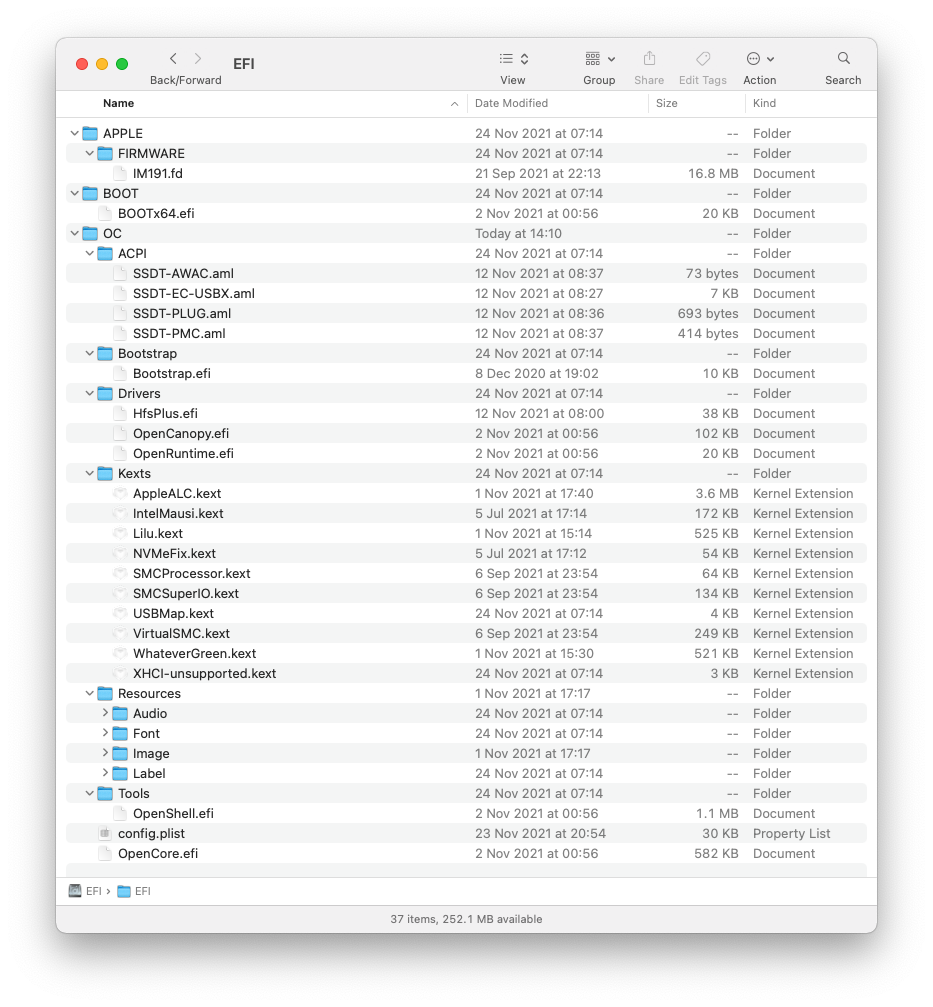 EFI
Back/Forward View Group Share Edit Tags Action Search
Name Date Modified Size Kind
APPLE 24 Nov 2021 at 07:14 -- Folder
FIRMWARE 24 Nov 2021 at 07:14 -- Folder
IM191.fd 21 Sep 2021 at 22:13 16.8 MB Document
BOOT 24 Nov 2021 at 07:14 -- Folder
BOOTx64.efi 2 Nov 2021 at 00:56 20 KB Document
OC Today at 14:10 -- Folder
ACPI 24 Nov 2021 at 07:14 -- Folder
SSDT-AWAC.aml 12 Nov 2021 at 08:37 73 bytes Document
SSDT-EC-USBX.aml 12 Nov 2021 at 08:27 7 KB Document
SSDT-PLUG.aml 12 Nov 2021 at 08:36 693 bytes Document
SSDT-PMC.aml 12 Nov 2021 at 08:37 414 bytes Document
Bootstrap 24 Nov 2021 at 07:14 -- Folder
Bootstrap.efi 8 Dec 2020 at 19:02 10 KB Document
Drivers 24 Nov 2021 at 07:14 -- Folder
HfsPlus.efi 12 Nov 2021 at 08:00 38 KB Document
OpenCanopy.efi 2 Nov 2021 at 00:56 102 KB Document
OpenRuntime.efi 2 Nov 2021 at 00:56 20 KB Document
Kexts 24 Nov 2021 at 07:14 -- Folder
AppleALC.kext 1 Nov 2021 at 17:40 3.6 MB Kernel Extension
IntelMausi.kext 5 Jul 2021 at 17:14 172 KB Kernel Extension
Lilu.kext 1 Nov 2021 at 15:14 525 KB Kernel Extension
NVMeFix.kext 5 Jul 2021 at 17:12 54 KB Kernel Extension
SMCProcessor.kext 6 Sep 2021 at 23:54 64 KB Kernel Extension
SMCSuperIO.kext 6 Sep 2021 at 23:54 134 KB Kernel Extension
USBMap.kext 24 Nov 2021 at 07:14 4 KB Kernel Extension
VirtualSMC.kext 6 Sep 2021 at 23:54 249 KB Kernel Extension
WhateverGreen.kext 1 Nov 2021 at 15:30 521 KB Kernel Extension
XHCI-unsupported.kext 24 Nov 2021 at 07:14 3 KB Kernel Extension
Resources 1 Nov 2021 at 17:17 -- Folder
Audio 24 Nov 2021 at 07:14 -- Folder
Font 24 Nov 2021 at 07:14 -- Folder
Image 1 Nov 2021 at 17:17 -- Folder
Label 24 Nov 2021 at 07:14 -- Folder
Tools 24 Nov 2021 at 07:14 -- Folder
OpenShell.efi 2 Nov 2021 at 00:56 1.1 MB Document
config.plist 23 Nov 2021 at 20:54 30 KB Property List
OpenCore.efi 2 Nov 2021 at 00:56 582 KB Document
EFI › EFI
37 items, 252.1 MB available